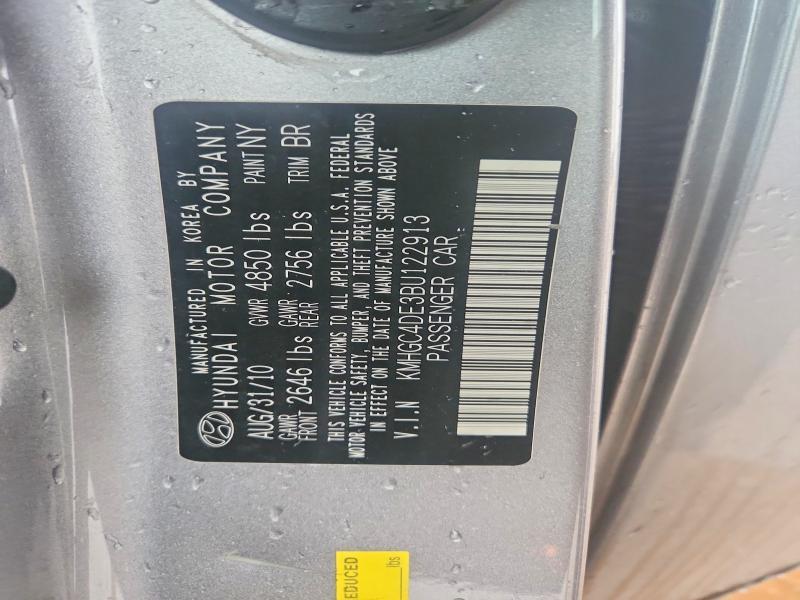 MANUFACTURED IN KOREA BY
HYUNDAI MOTOR COMPANY
AUG/31/10 GVWR 4850 lbs PAINT NY
GAWR FRONT 2646 lbs GAWR REAR 2756 lbs TRIM BR
THIS VEHICLE CONFORMS TO ALL APPLICABLE U.S.A. FEDERAL
MOTOR-VEHICLE SAFETY, BUMPER, AND THEFT PREVENTION STANDARDS
IN EFFECT ON THE DATE OF MANUFACTURE SHOWN ABOVE
V.I.N KMHGC4DE3BU122913
PASSENGER CAR
EDUCED
lbs